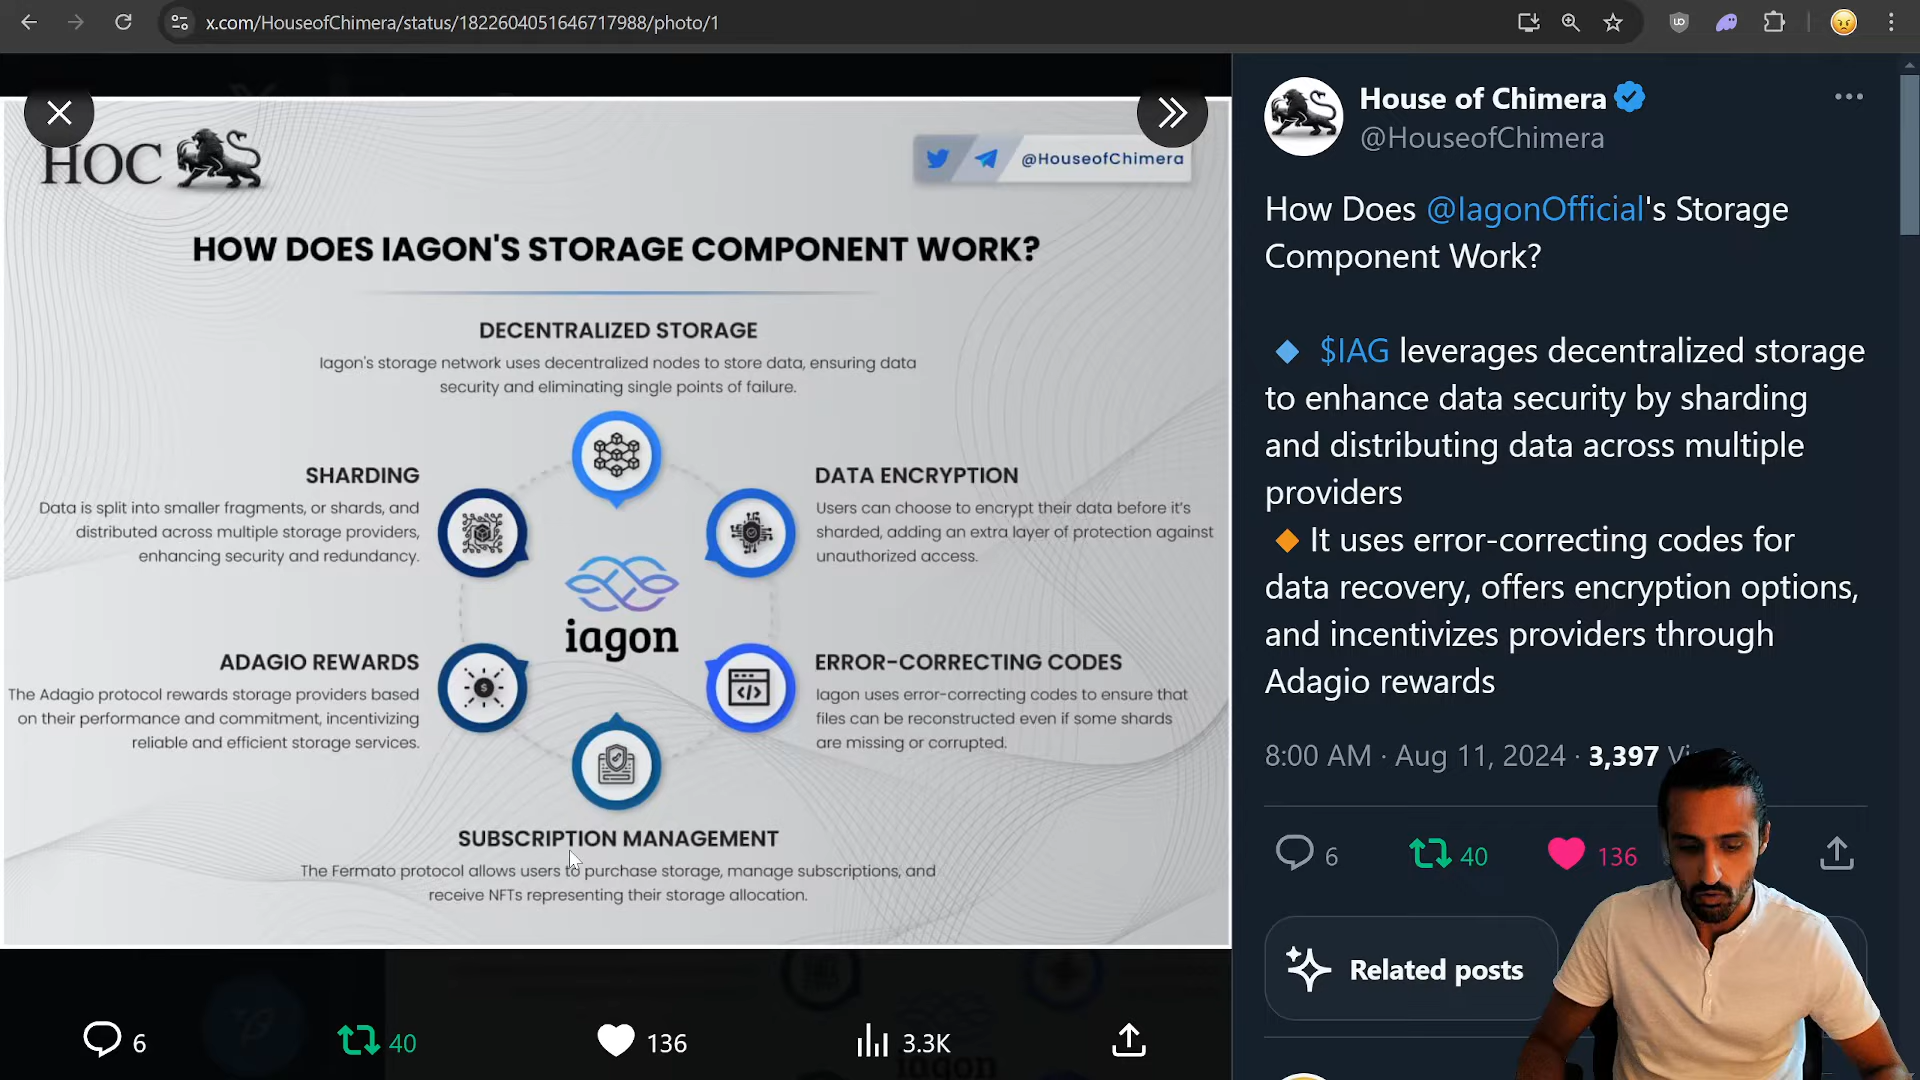 x.com/HouseofChimera/status/1822604051646717988/photo/1
HOC
@HouseofChimera
HOW DOES IAGON'S STORAGE COMPONENT WORK?
DECENTRALIZED STORAGE
Iagon's storage network uses decentralized nodes to store data, ensuring data
security and eliminating single points of failure.
SHARDING
Data is split into smaller fragments, or shards, and
distributed across multiple storage providers,
enhancing security and redundancy.
DATA ENCRYPTION
Users can choose to encrypt their data before it's
sharded, adding an extra layer of protection against
unauthorized access.
iagon
ADAGIO REWARDS
The Adagio protocol rewards storage providers based
on their performance and commitment, incentivizing
reliable and efficient storage services.
ERROR-CORRECTING CODES
Iagon uses error-correcting codes to ensure that
files can be reconstructed even if some shards
are missing or corrupted.
SUBSCRIPTION MANAGEMENT
The Fermato protocol allows users to purchase storage, manage subscriptions, and
receive NFTs representing their storage allocation.
6
40
136
3.3K
iagon
House of Chimera
@HouseofChimera
How Does @IagonOfficial's Storage
Component Work?
$IAG leverages decentralized storage
to enhance data security by sharding
and distributing data across multiple
providers
It uses error-correcting codes for
data recovery, offers encryption options,
and incentivizes providers through
Adagio rewards
8:00 AM · Aug 11, 2024 · 3,397
6
40
136
Related posts